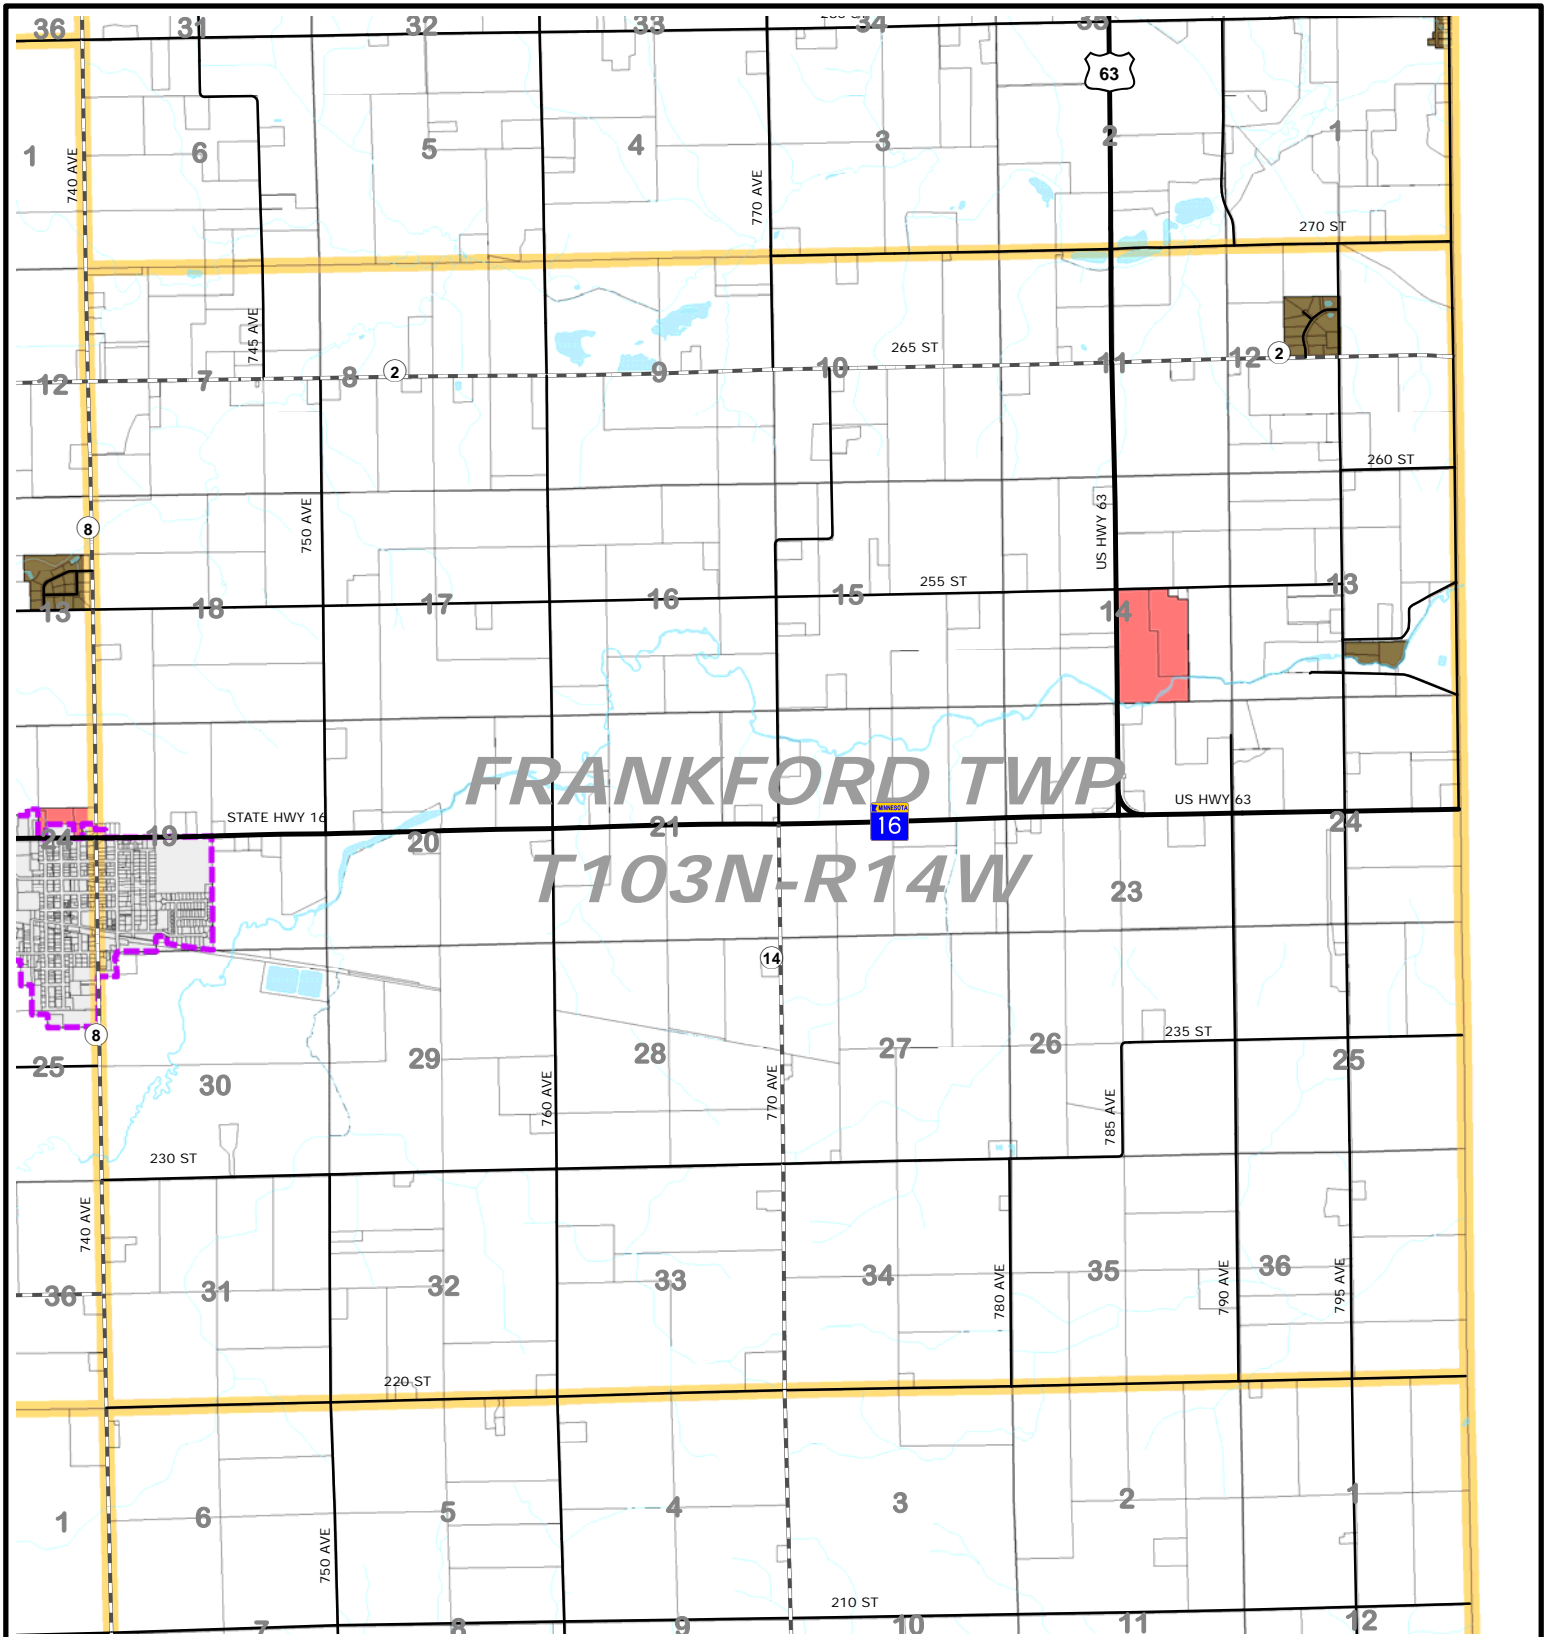 36 31 32 33 34 35
63
1 6 5 4 3 2 1
740 AVE
770 AVE
270 ST
745 AVE
265 ST
12 7 8 2 9 10 11 12 2
260 ST
8
750 AVE
US HWY 63
255 ST
13 18 17 16 15 14 13
FRANKFORD TWP
STATE HWY 16
US HWY 63
MINNESOTA
16
24 19 20 21 24
T103N-R14W
23
14
8
235 ST
25 30 29 28 27 26 25
760 AVE
770 AVE
785 AVE
230 ST
740 AVE
36 31 32 33 34 35 36
780 AVE
790 AVE
795 AVE
220 ST
1 6 5 4 3 2 1
750 AVE
210 ST
7 8 9 10 11 12